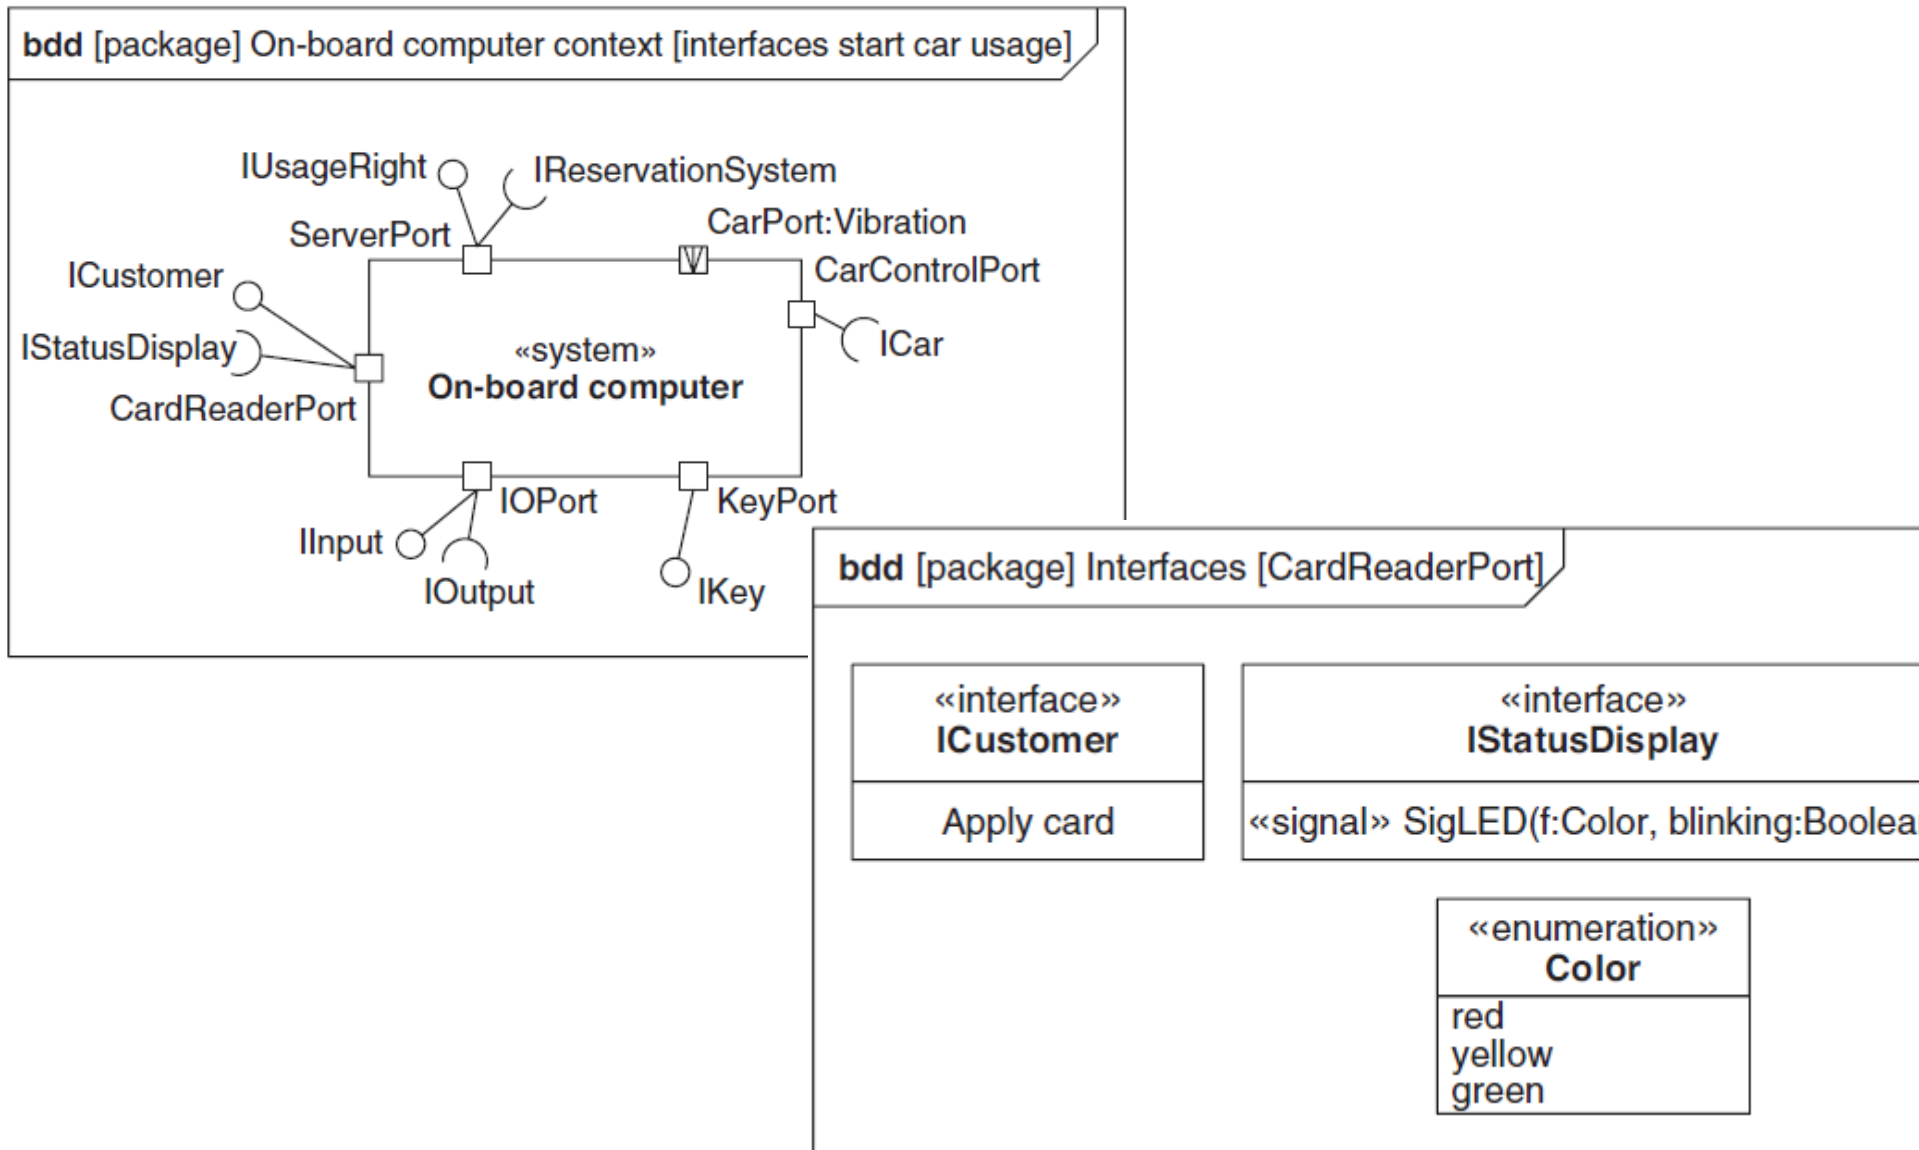 bdd [package] On-board computer context [interfaces start car usage]
IUsageRight
IReservationSystem
ServerPort
CarPort:Vibration
ICustomer
CarControlPort
IStatusDisplay
«system»
On-board computer
ICar
CardReaderPort
IOPort
KeyPort
IInput
IOutput
IKey
bdd [package] Interfaces [CardReaderPort]
«interface»
ICustomer
Apply card
«interface»
IStatusDisplay
«signal» SigLED(f:Color, blinking:Boolea
«enumeration»
Color
red
yellow
green